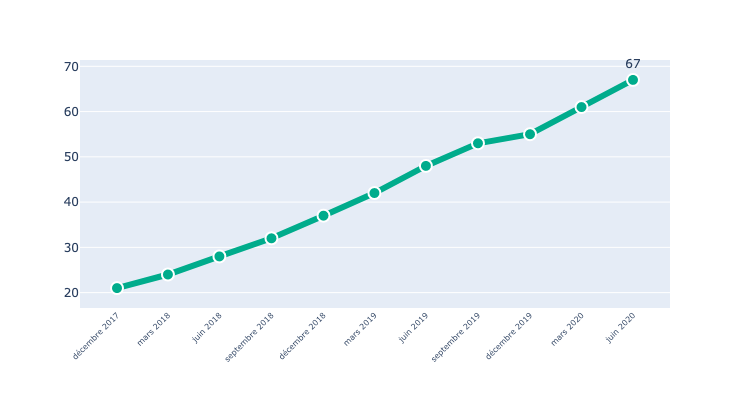 67
70
60
50
40
30
20
décembre 2017
mars 2018
juin 2018
septembre 2018
décembre 2018
mars 2019
juin 2019
septembre 2019
décembre 2019
mars 2020
juin 2020